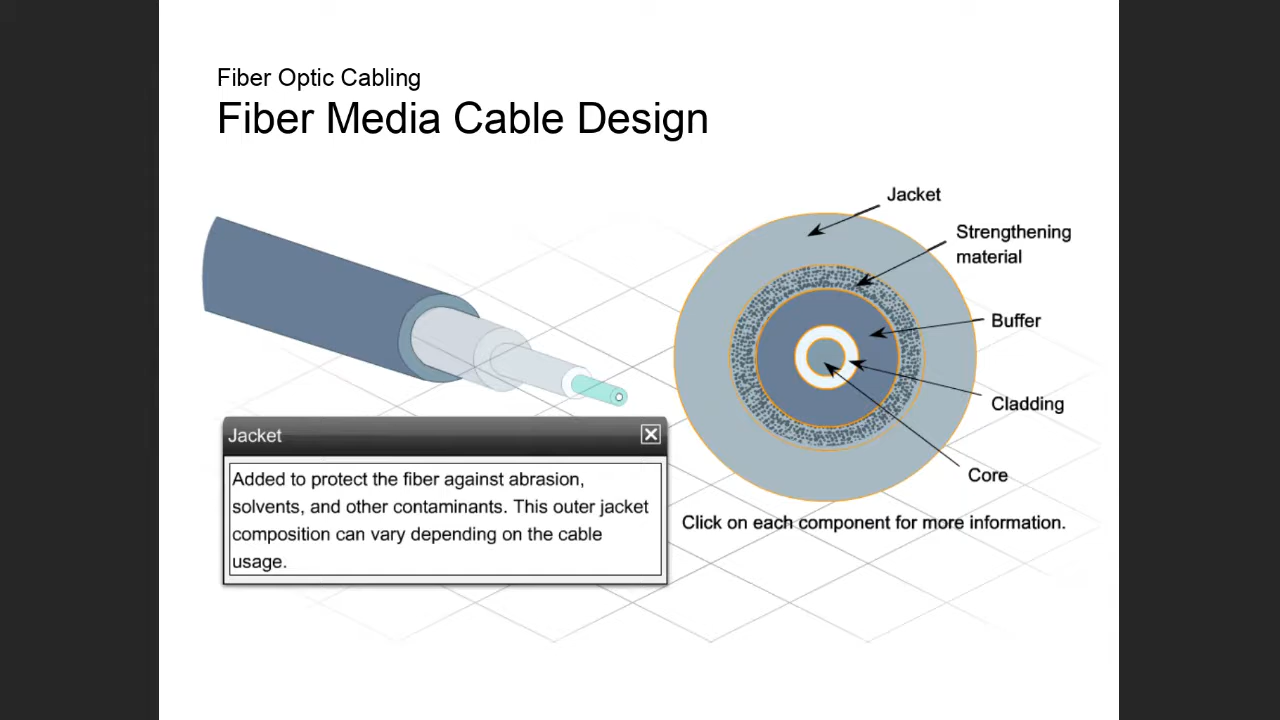 Fiber Optic Cabling
Fiber Media Cable Design
Jacket
Strengthening
material
Buffer
Cladding
Core
Click on each component for more information.
Jacket
Added to protect the fiber against abrasion,
solvents, and other contaminants. This outer jacket
composition can vary depending on the cable
usage.